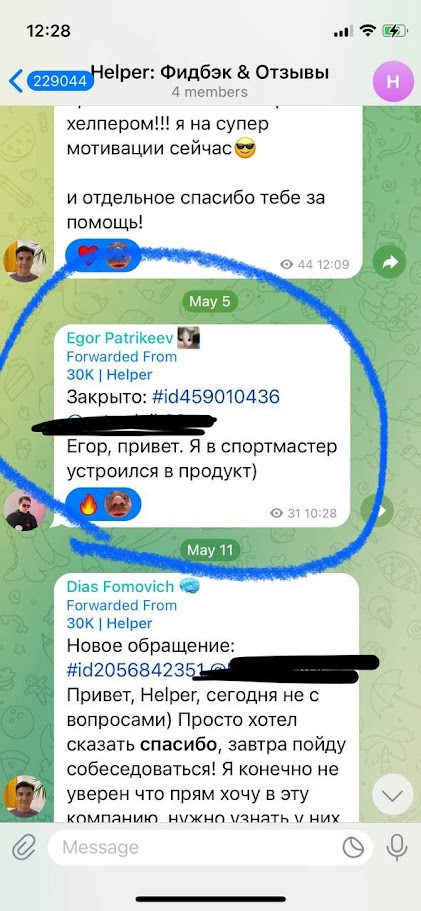 12:28
229044
Helper: Фидбэк & Отзывы
4 members
H
хелпером!!! я на супер
мотивации сейчас😎
и отдельное спасибо тебе за
помощь!
44 12:09
May 5
Egor Patrikeev
Forwarded From
30K | Helper
Закрыто: #id459010436
Егор, привет. Я в спортмастер
устроился в продукт)
31 10:28
May 11
Dias Fomovich
Forwarded From
30K | Helper
Новое обращение:
#id2056842351
Привет, Helper, сегодня не с
вопросами) Просто хотел
сказать спасибо, завтра пойду
собеседоваться! Я конечно не
уверен что прям хочу в эту
компанию, нужно узнать у них
Message